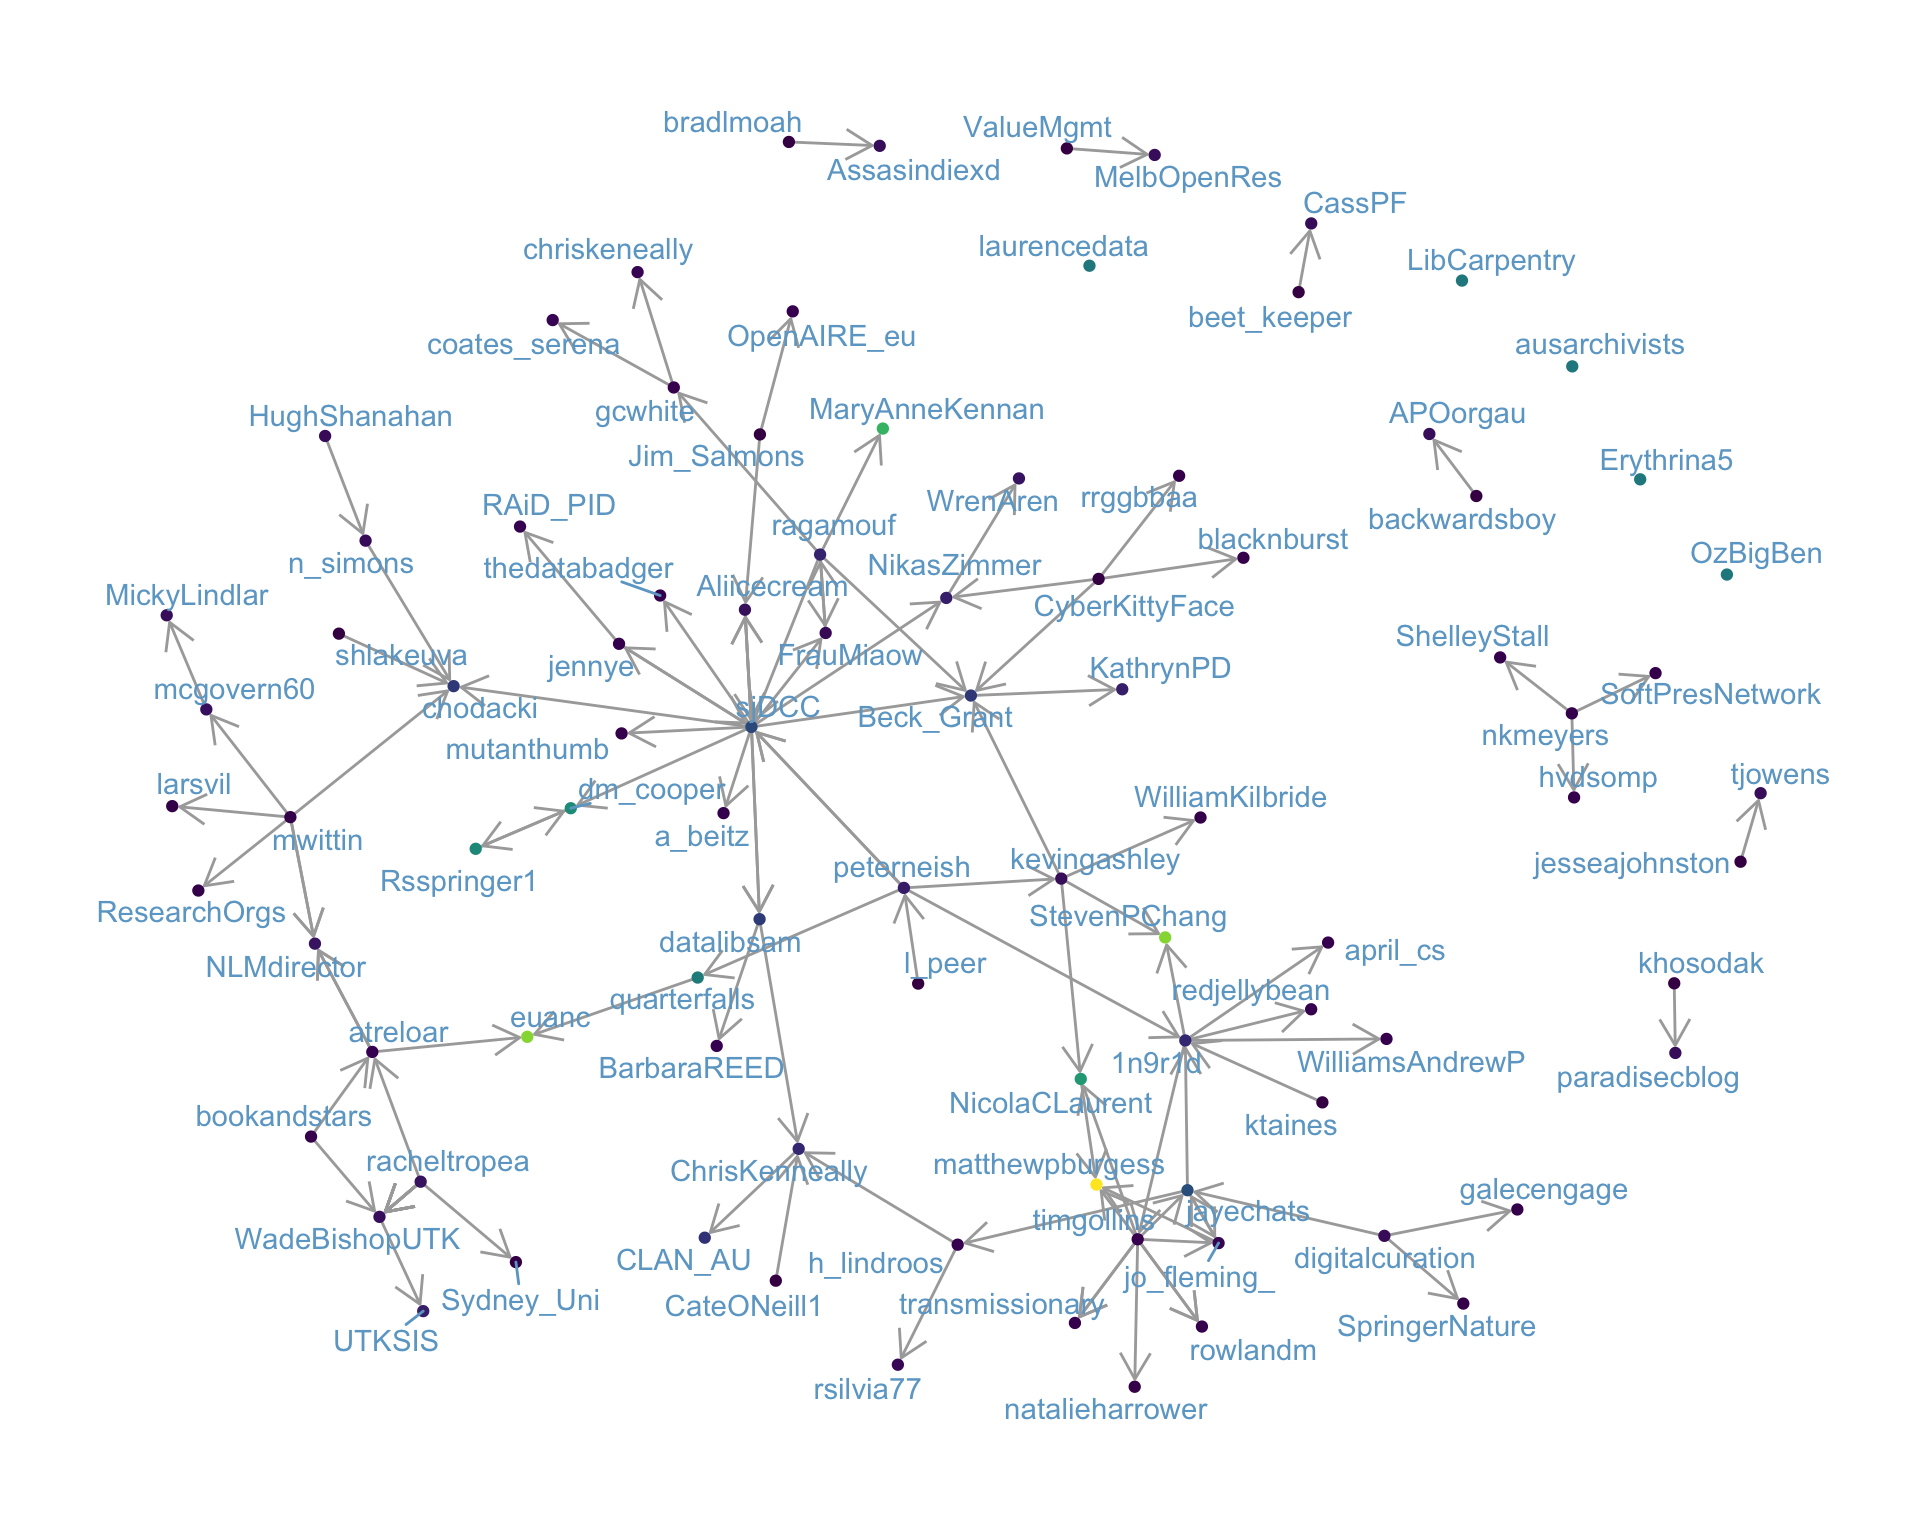 bradlmoah
ValueMgmt
Assasindiexd
MelbOpenRes
CassPF
chriskeneally
laurencedata
LibCarpentry
beet_keeper
OpenAIRE_eu
coates_serena
ausarchivists
gcwhite
MaryAnneKennan
HughShanahan
APOorgau
Jim_Salmons
Erythrina5
RAiD_PID
WrenAren
rrggbbaa
backwardsboy
ragamouf
blacknburst
OzBigBen
n_simons
thedatabadger
NikasZimmer
Aliicecream
MickyLindlar
CyberKittyFace
ShelleyStall
shlakeuva
jennye
FrauMiaow
KathrynPD
mcgovern60
SoftPresNetwork
chodacki
sjDCC
Beck_Grant
nkmeyers
mutanthumb
larsvil
hvdsomp
tjowens
dm_cooper
WilliamKilbride
mwittin
a_beitz
peterneish
kevingashley
jesseajohnston
Rsspringer1
ResearchOrgs
StevenPChang
datalibsam
april_cs
NLMdirector
l_peer
khosodak
quarterfalls
redjellybean
euanc
atreloar
BarbaraREED
1n9r1d
WilliamsAndrewP
paradisecblog
bookandstars
NicolaCLaurent
ktaines
racheltropea
ChrisKenneally
matthewpburgess
galecengage
WadeBishopUTK
timgollins
jayechats
CLAN_AU
h_lindroos
digitalcuration
jo_fleming_
Sydney_Uni
CateONeill1
transmissionary
UTKSIS
SpringerNature
rowlandm
rsilvia77
natalieharrower